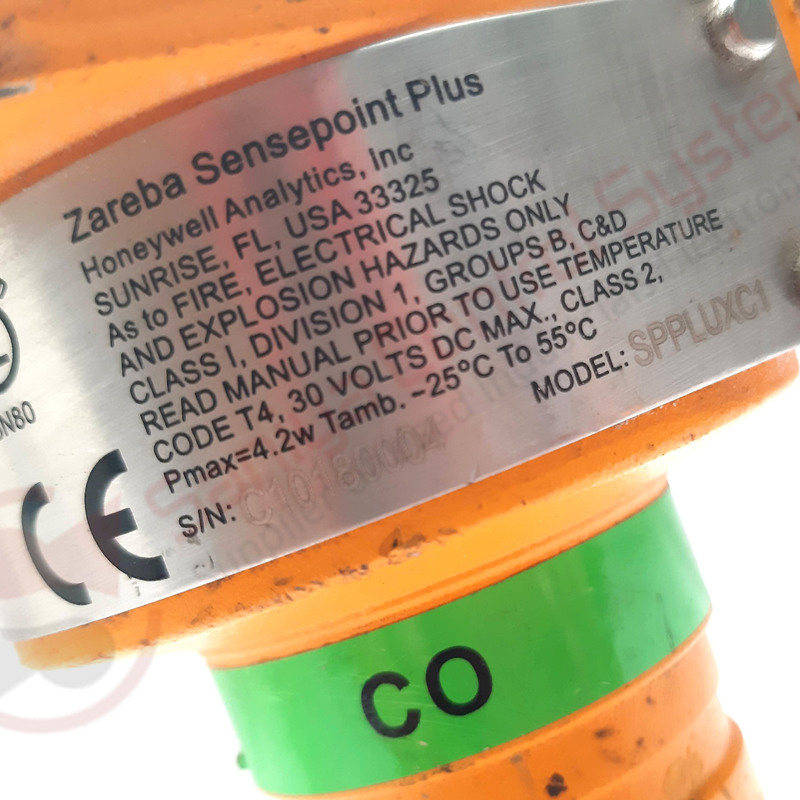 Zareba Sensepoint Plus
Honeywell Analytics, Inc
SUNRISE, FL, USA 33325
As to FIRE, ELECTRICAL SHOCK
AND EXPLOSION HAZARDS ONLY
CLASS I, DIVISION 1, GROUPS B, C&D
READ MANUAL PRIOR TO USE TEMPERATURE
CODE T4, 30 VOLTS DC MAX., CLASS 2,
Pmax=4.2w Tamb. -25°C To 55°C
MODEL: SPPLUXC1
S/N: C10180004
CE
CO